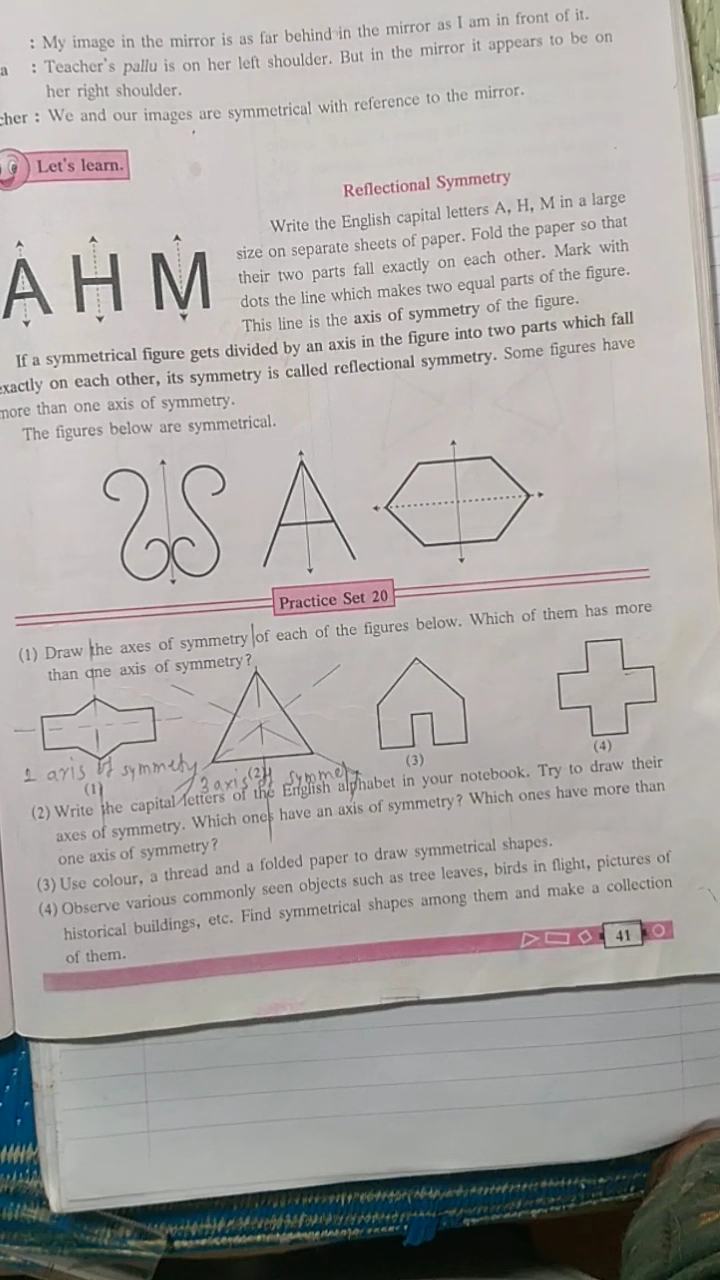 : My image in the mirror is as far behind in the mirror as I am in front of it.
a : Teacher's pallu is on her left shoulder. But in the mirror it appears to be on
her right shoulder.
cher : We and our images are symmetrical with reference to the mirror.
Let's learn.
Reflectional Symmetry
Write the English capital letters A, H, M in a large
size on separate sheets of paper. Fold the paper so that
their two parts fall exactly on each other. Mark with
dots the line which makes two equal parts of the figure.
This line is the axis of symmetry of the figure.
A H M
If a symmetrical figure gets divided by an axis in the figure into two parts which fall
exactly on each other, its symmetry is called reflectional symmetry. Some figures have
more than one axis of symmetry.
The figures below are symmetrical.
Practice Set 20
(1) Draw the axes of symmetry of each of the figures below. Which of them has more
than one axis of symmetry?
2 axis of symmety
3 axis of symmet
(1)
(2)
(3)
(4)
(2) Write the capital letters of the English alphabet in your notebook. Try to draw their
axes of symmetry. Which ones have an axis of symmetry? Which ones have more than
one axis of symmetry?
(3) Use colour, a thread and a folded paper to draw symmetrical shapes.
(4) Observe various commonly seen objects such as tree leaves, birds in flight, pictures of
historical buildings, etc. Find symmetrical shapes among them and make a collection
of them.
41